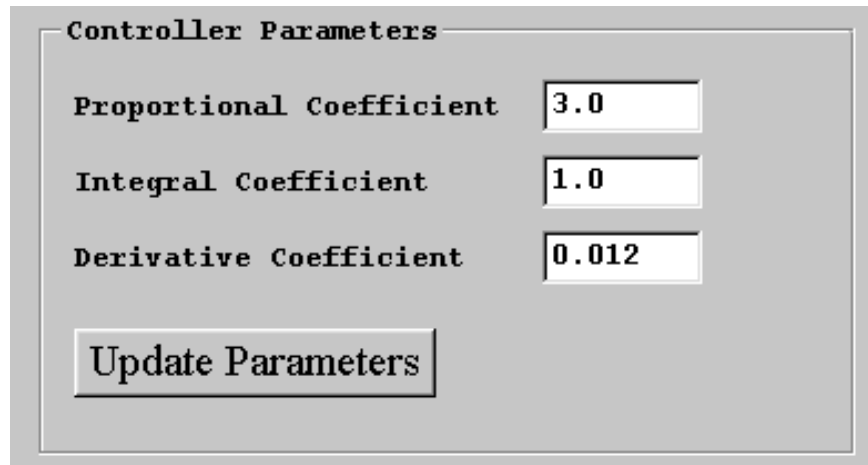 Controller Parameters
Proportional Coefficient 3.0
Integral Coefficient 1.0
Derivative Coefficient 0.012
Update Parameters